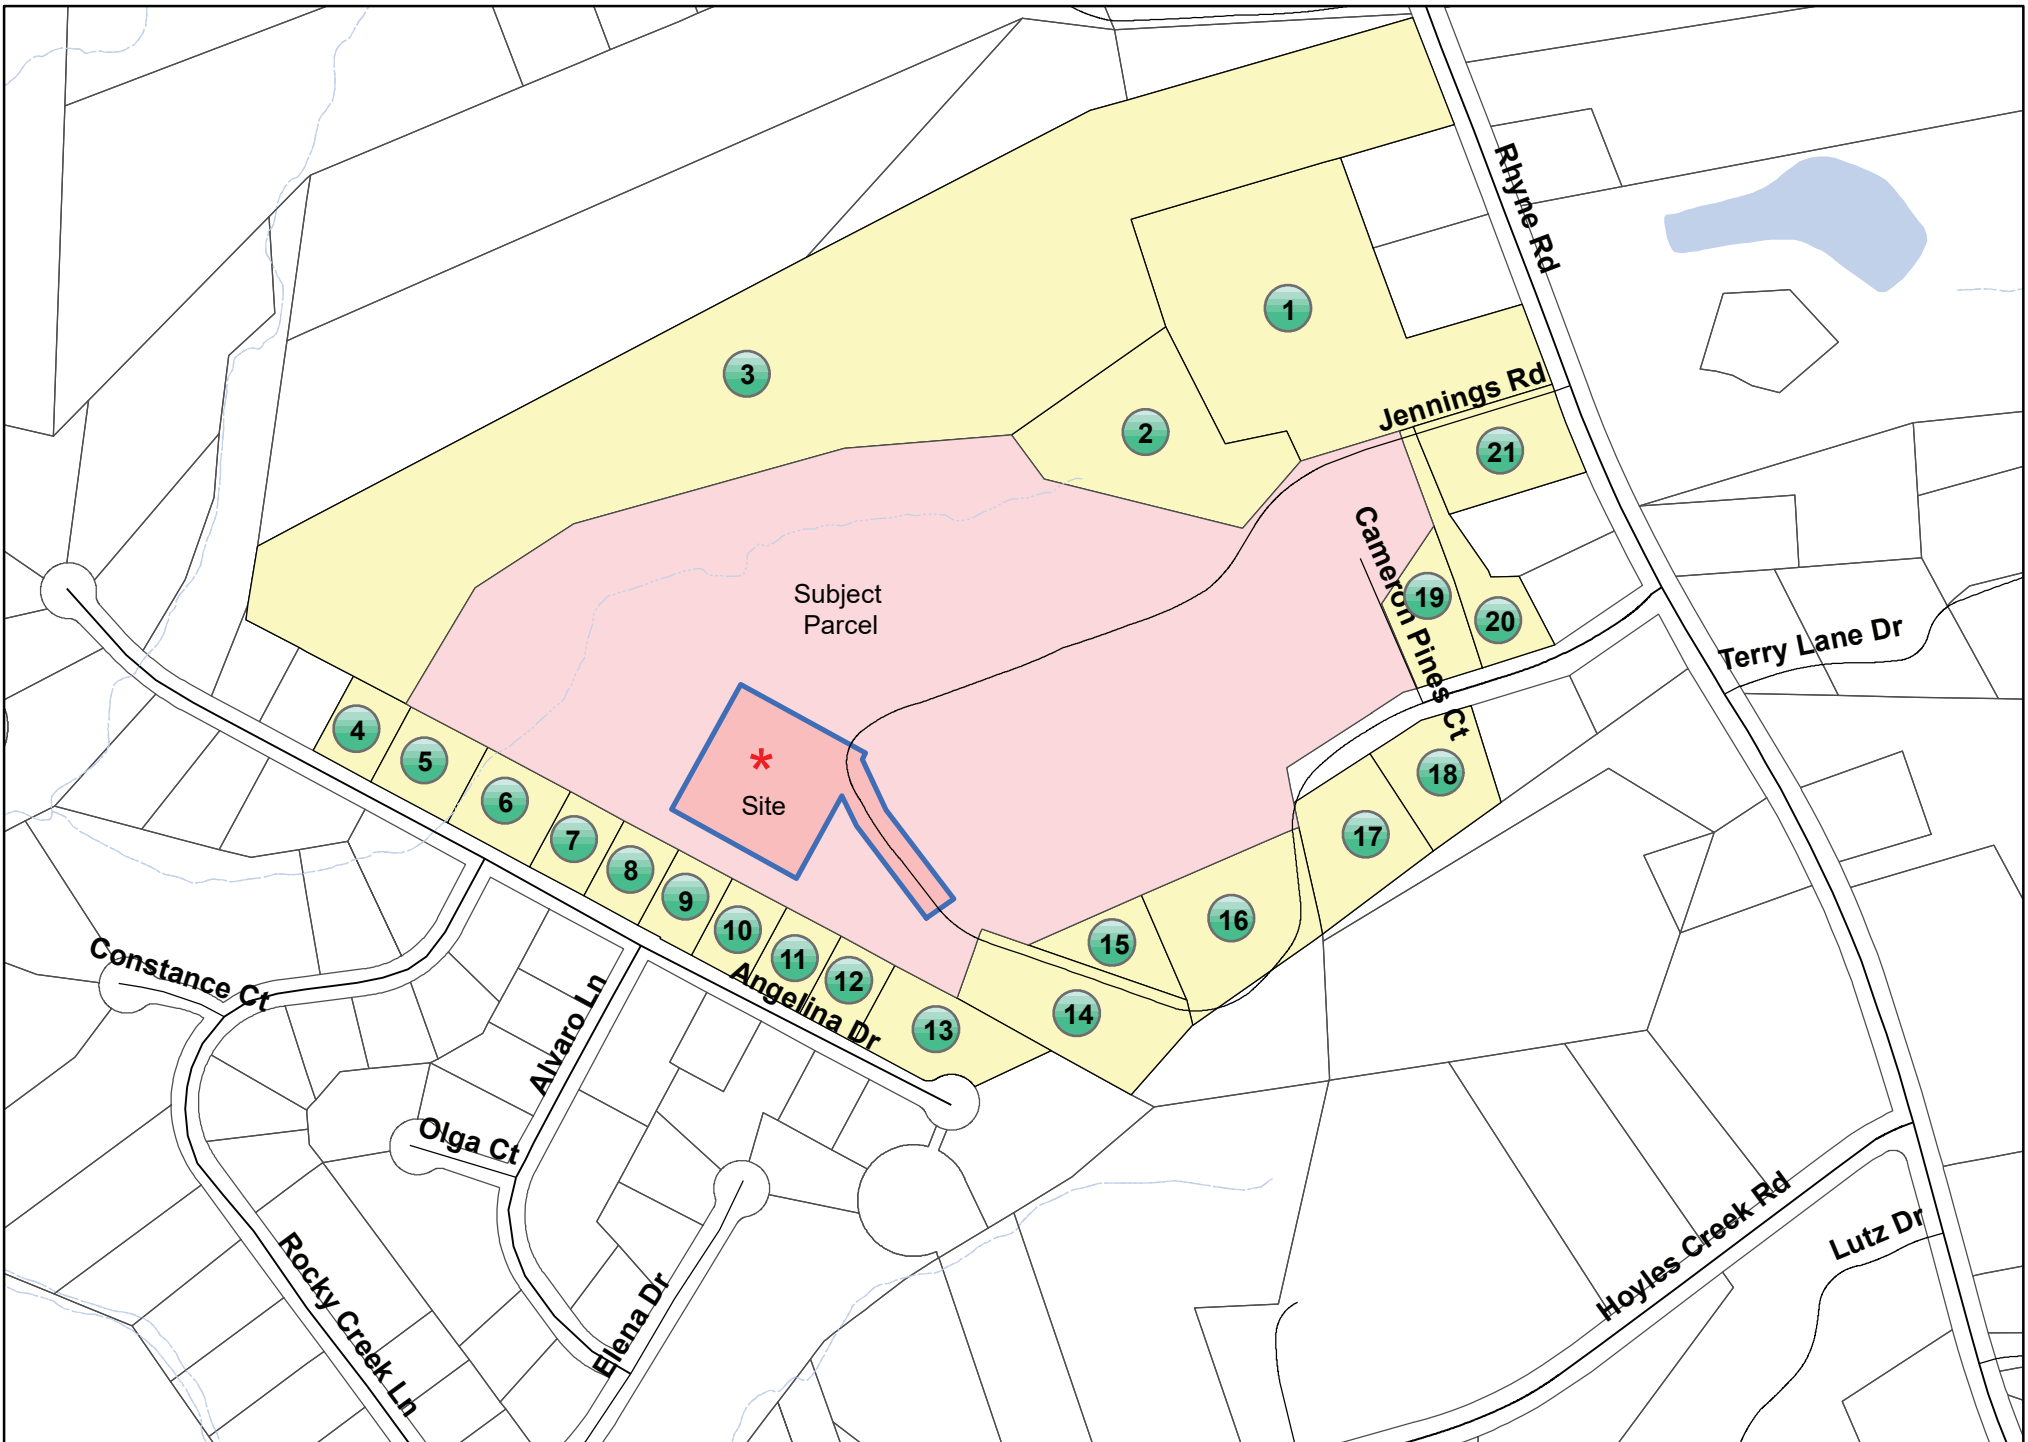 Rhyne Rd
1
3
Jennings Rd
2
21
Cameron Pines Ct
Subject
Parcel
19
20
Terry Lane Dr
4
5
*
Site
18
6
7
17
8
9
10
16
15
11
12
Angelina Dr
14
13
Constance Ct
Alvaro Ln
Olga Ct
Hoyles Creek Rd
Lutz Dr
Rocky Creek Ln
Elena Dr